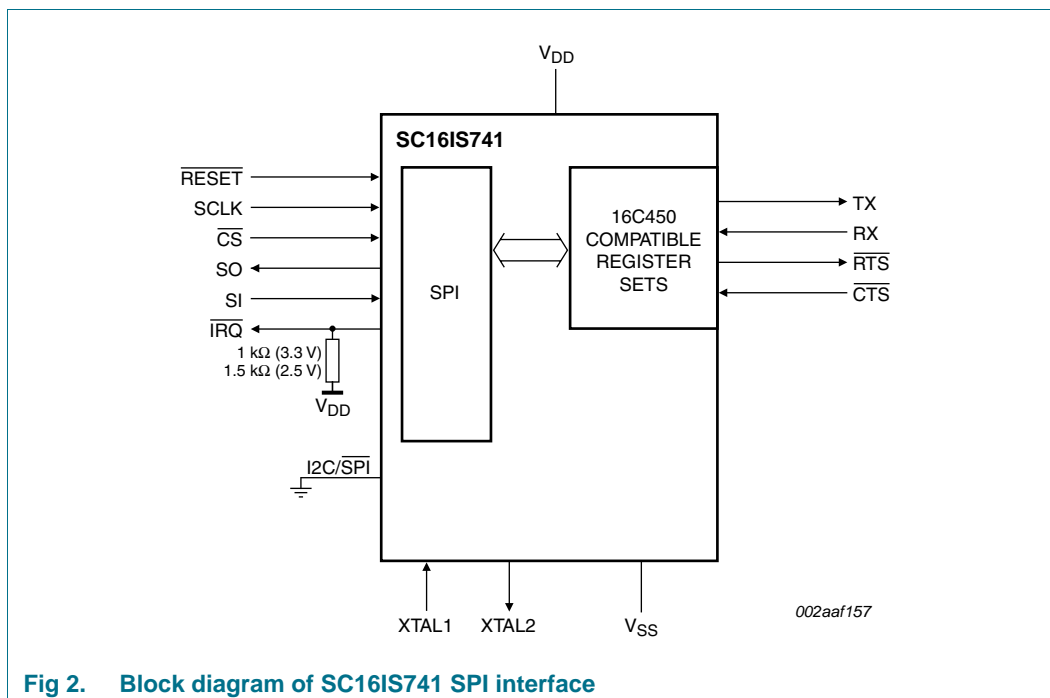 VDD
SC16IS741
RESET
SCLK
CS
SO
SI
IRQ
1 kΩ (3.3 V)
1.5 kΩ (2.5 V)
VDD
I2C/SPI
SPI
16C450
COMPATIBLE
REGISTER
SETS
TX
RX
RTS
CTS
XTAL1 XTAL2 VSS
002aaf157
Fig 2. Block diagram of SC16IS741 SPI interface